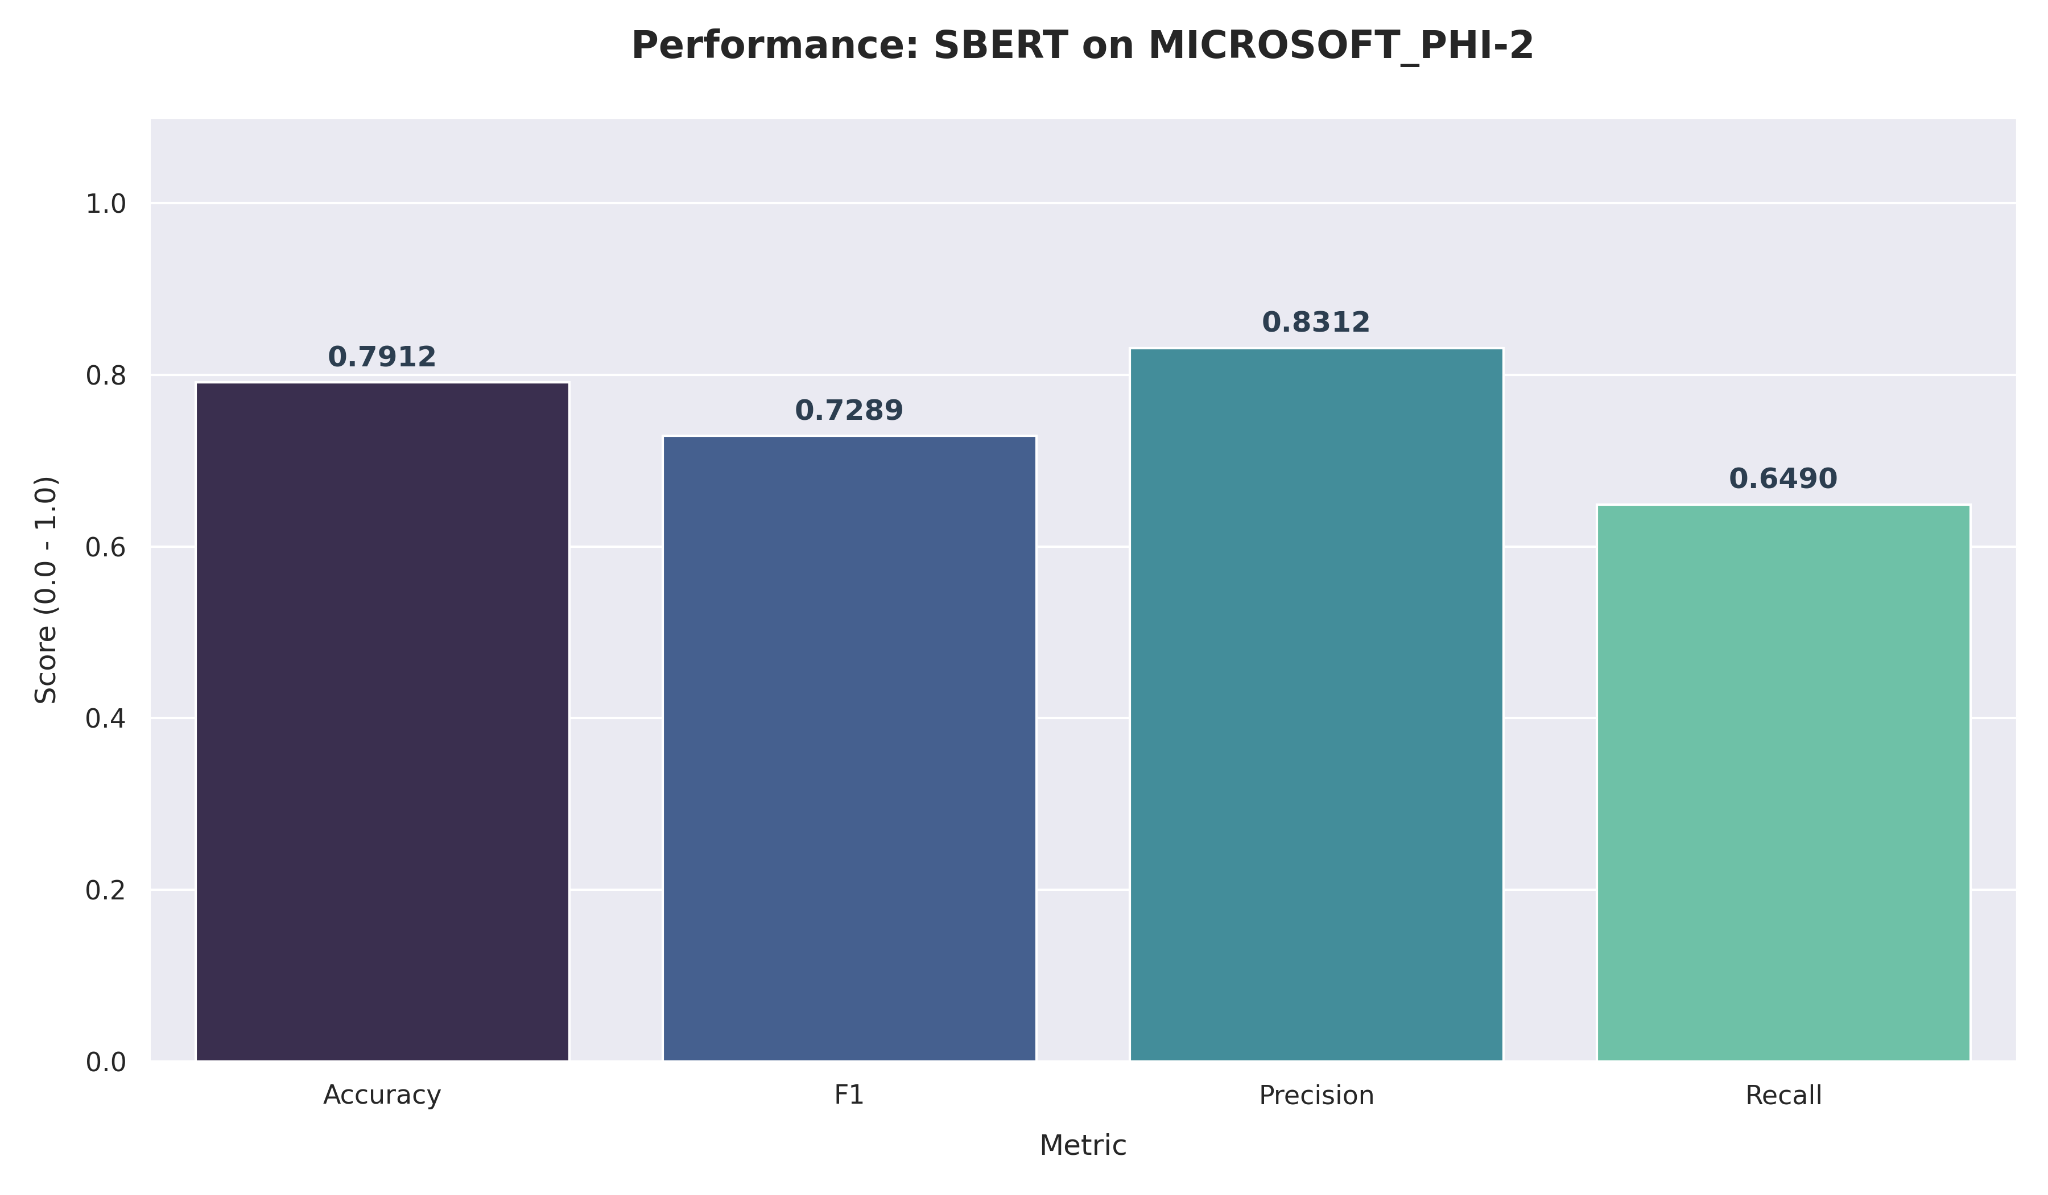 Performance: SBERT on MICROSOFT_PHI-2
Score (0.0 - 1.0)
1.0
0.8
0.6
0.4
0.2
0.0
0.7912
0.7289
0.8312
0.6490
Accuracy
F1
Precision
Recall
Metric